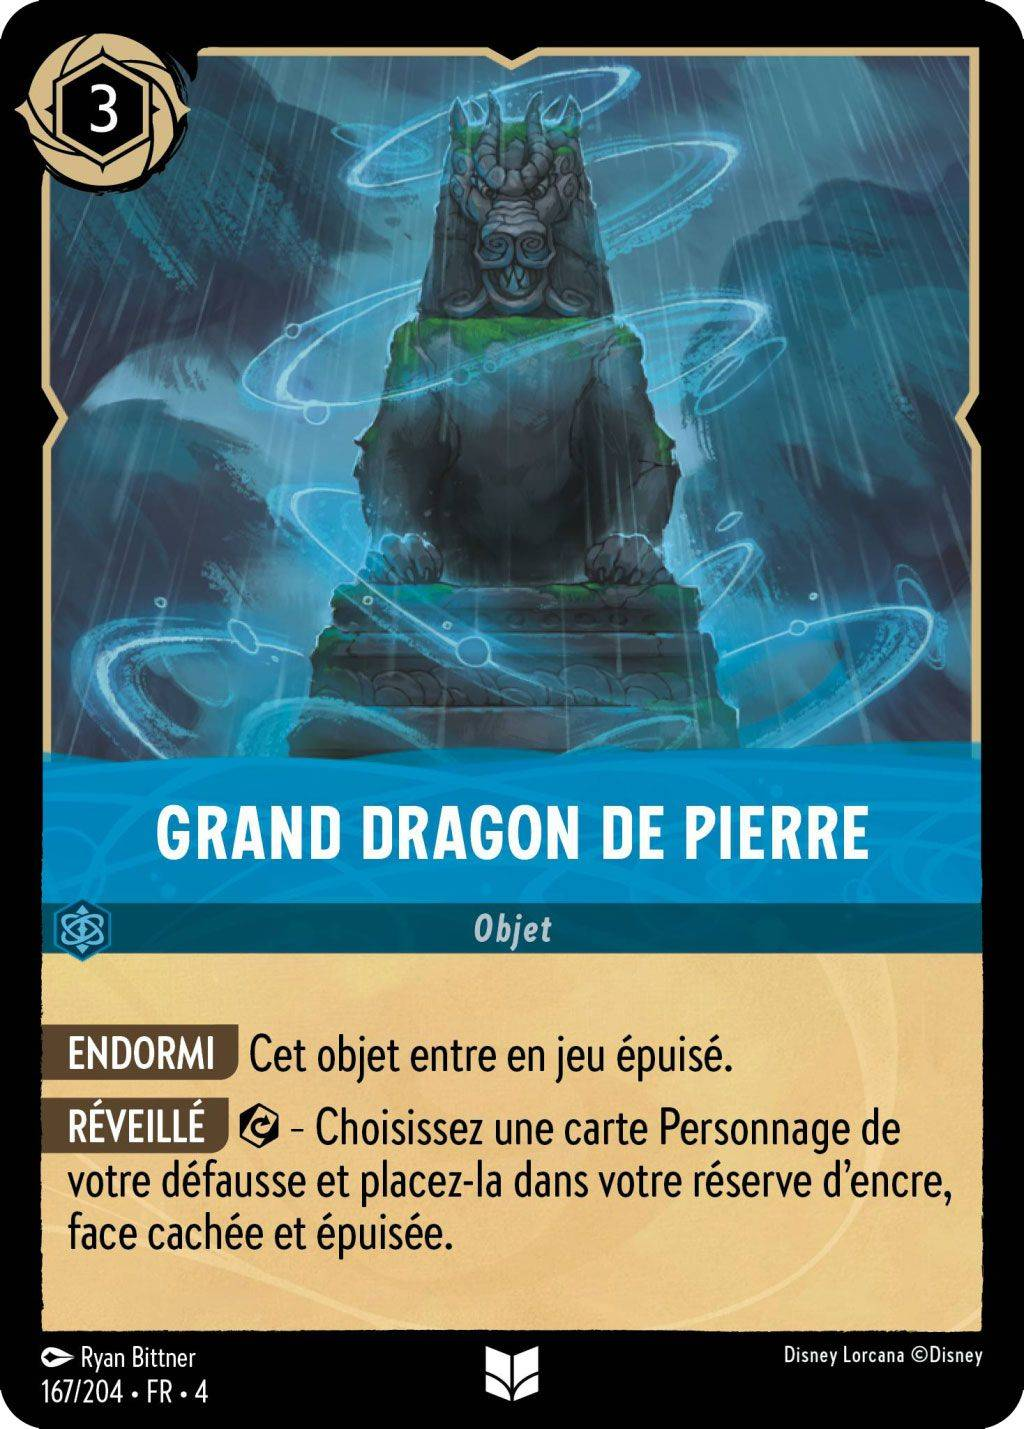 3
GRAND DRAGON DE PIERRE
Objet
ENDORMI Cet objet entre en jeu épuisé.
RÉVEILLÉ - Choisissez une carte Personnage de
votre défausse et placez-la dans votre réserve d’encre,
face cachée et épuisée.
Ryan Bittner
Disney Lorcana ©Disney
167/204 • FR • 4